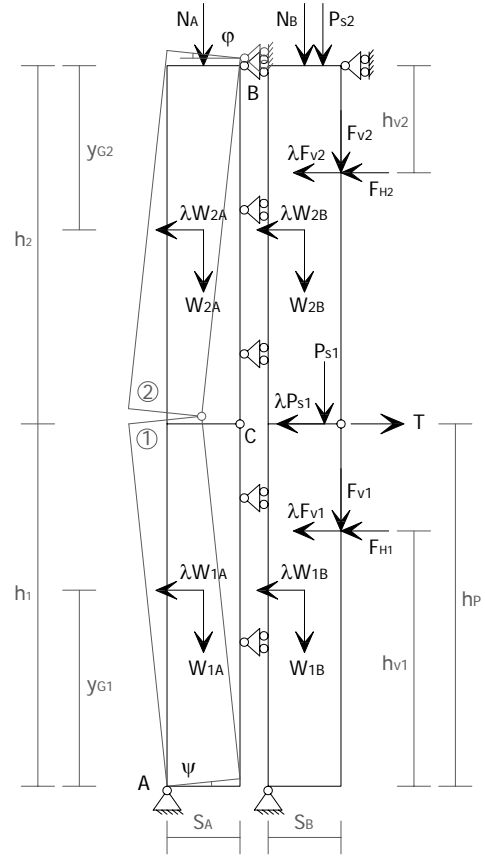 NA NB PS2
φ
B
hV2
FV2
yG2
λFV2
FH2
h2
λW2A λW2B
W2A W2B
PS1
λPS1
2
1
C T
FV1
λFV1
FH1
h1
λW1A λW1B
hP
W1A W1B
hV1
yG1
ψ
A
SA SB